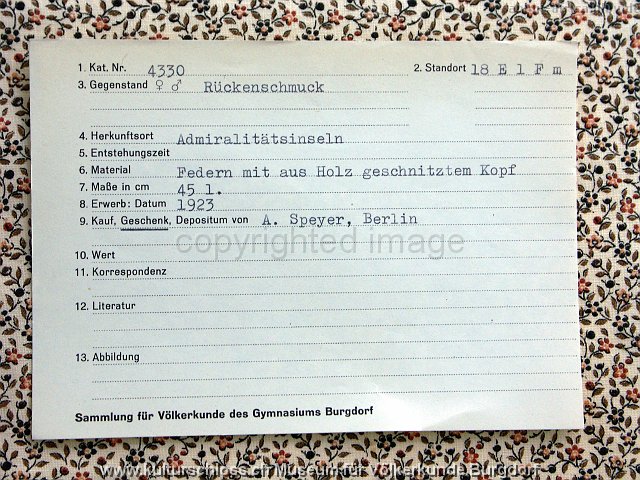 1. Kat. Nr. 4330 2. Standort 18 E 1 F m
3. Gegenstand ♀ ♂ Rückenschmuck
4. Herkunftsort Admiralitätsinseln
5. Entstehungszeit
6. Material Federn mit aus Holz geschnitztem Kopf
7. Maße in cm 45 l.
8. Erwerb: Datum 1923
9. Kauf, Geschenk, Depositum von A. Speyer, Berlin
copyrighted image
10. Wert
11. Korrespondenz
12. Literatur
13. Abbildung
Sammlung für Völkerkunde des Gymnasiums Burgdorf
www.kulturschloss.ch Museum für Völkerkunde Burgdorf